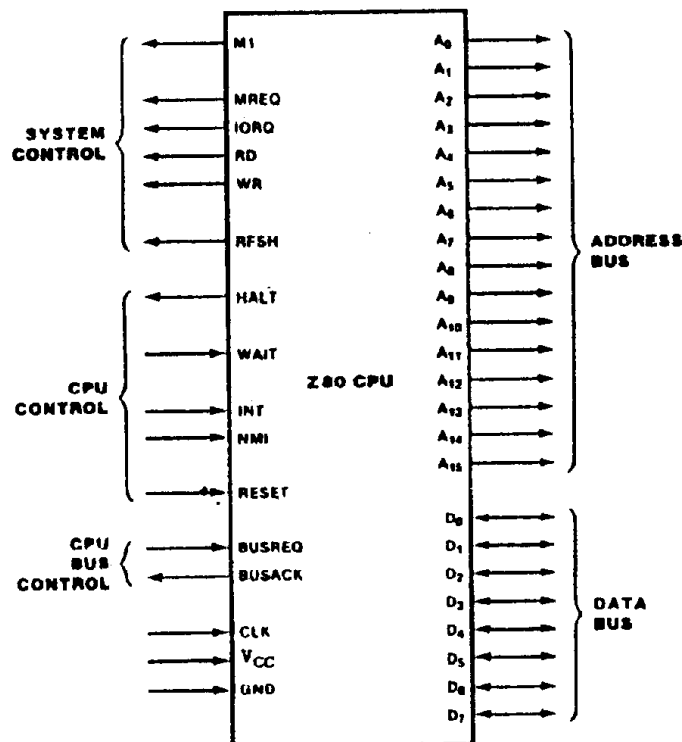 SYSTEM
CONTROL
M1
MREQ
IORQ
RD
WR
RFSH
CPU
CONTROL
HALT
WAIT
INT
NMI
RESET
CPU
BUS
CONTROL
BUSREQ
BUSACK
CLK
VCC
GND
Z80 CPU
A0
A1
A2
A3
A4
A5
A6
A7
A8
A9
A10
A11
A12
A13
A14
A15
ADDRESS
BUS
D0
D1
D2
D3
D4
D5
D6
D7
DATA
BUS